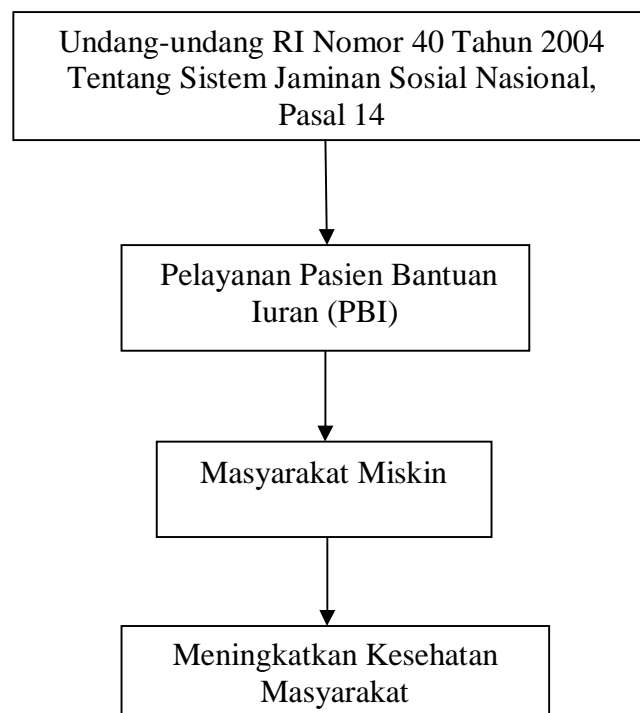 Undang-undang RI Nomor 40 Tahun 2004
Tentang Sistem Jaminan Sosial Nasional,
Pasal 14
Pelayanan Pasien Bantuan
Iuran (PBI)
Masyarakat Miskin
Meningkatkan Kesehatan
Masyarakat